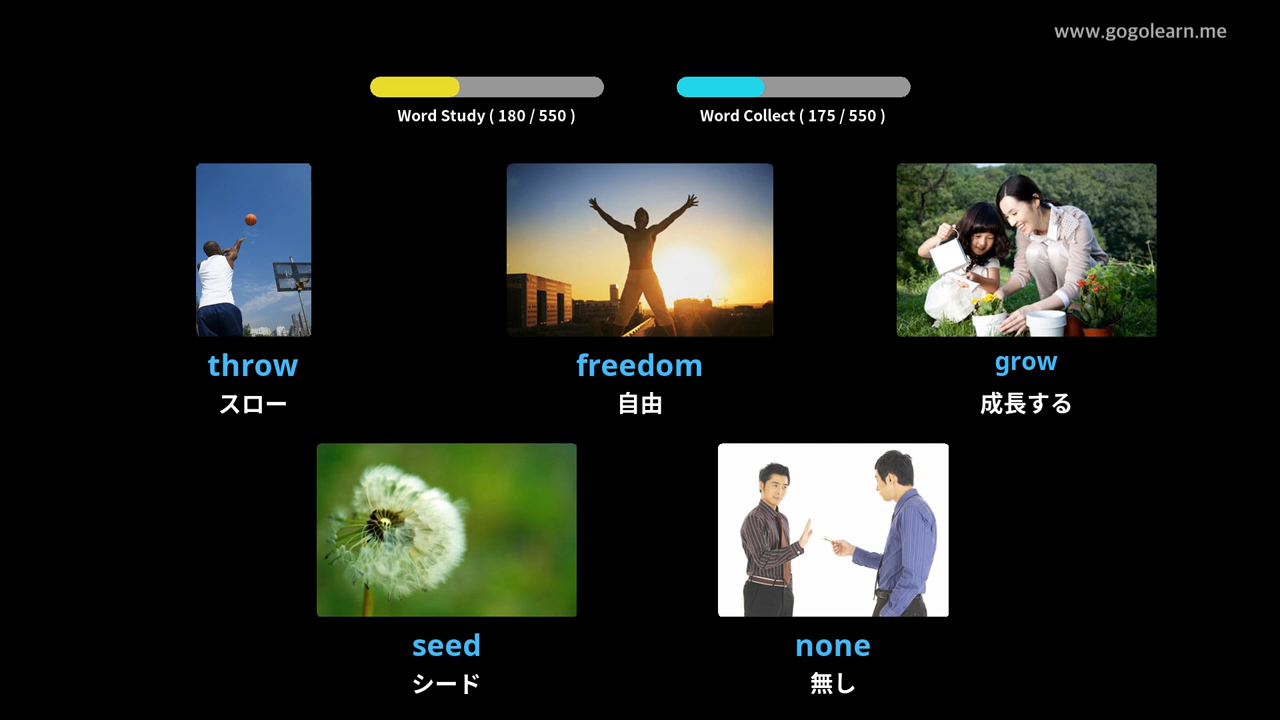 www.gogolearn.me
Word Study ( 180 / 550 )
Word Collect ( 175 / 550 )
throw
スロー
freedom
自由
grow
成長する
seed
シード
none
無し